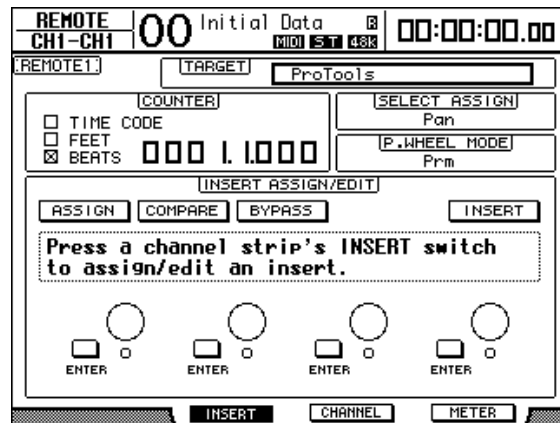 REMOTE
CH1-CH1
00 Initial Data B
MIDI ST 48k
00:00:00.00
REMOTE1
TARGET
ProTools
COUNTER
TIME CODE
FEET
BEATS
000 1.1.000
SELECT ASSIGN
Pan
P.WHEEL MODE
Prm
INSERT ASSIGN/EDIT
ASSIGN COMPARE BYPASS INSERT
Press a channel strip's INSERT switch
to assign/edit an insert.
ENTER ENTER ENTER ENTER
INSERT CHANNEL METER